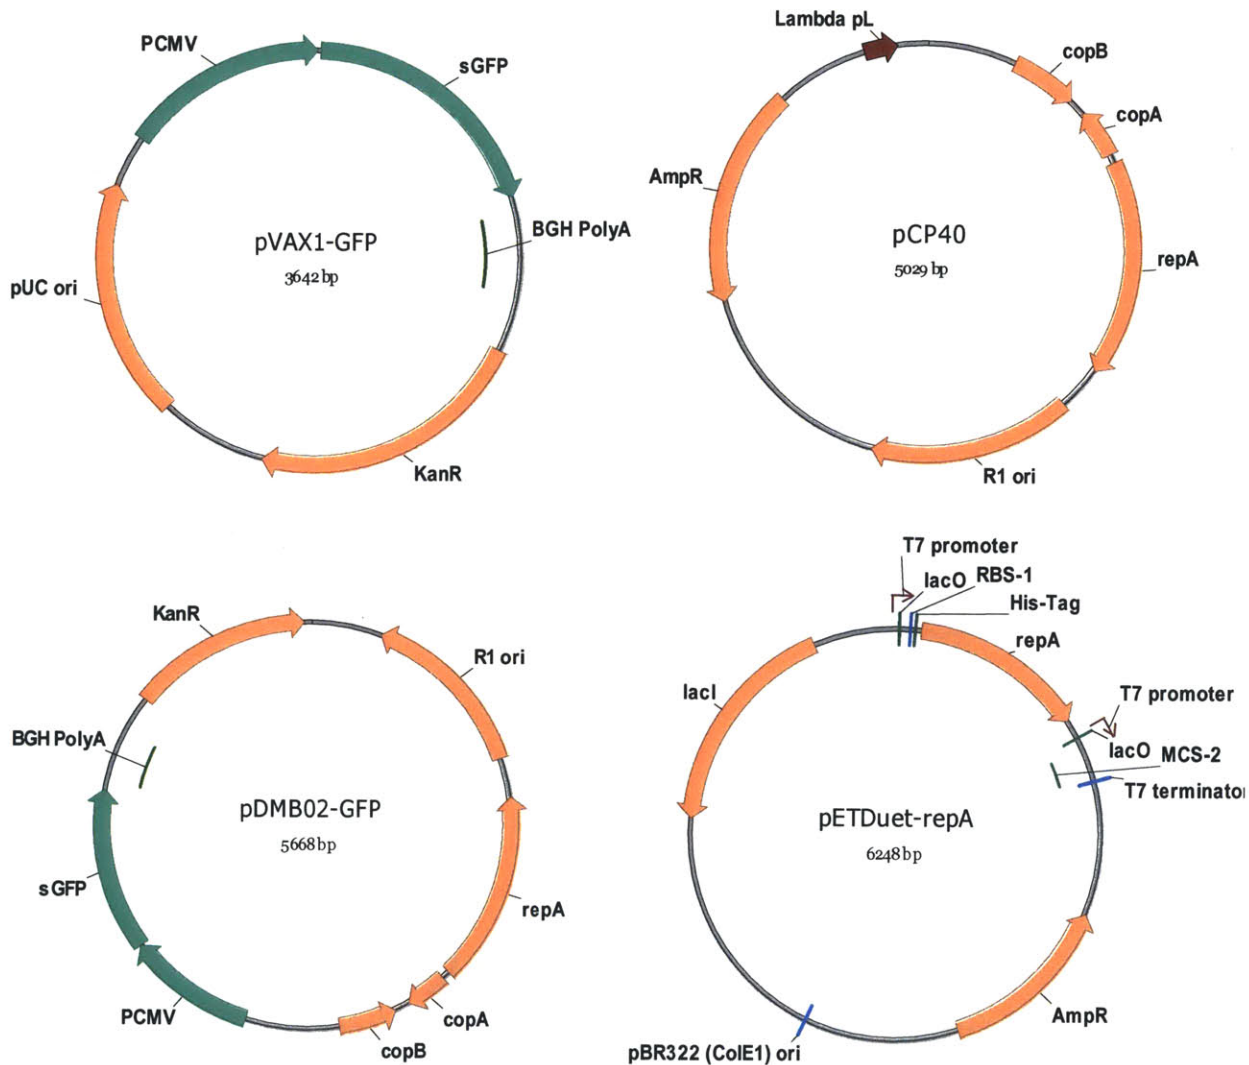 PCMV
sGFP
BGH PolyA
pVAX1-GFP
3642 bp
pUC ori
KanR
Lambda pL
copB
copA
AmpR
pCP40
5029 bp
repA
R1 ori
KanR
R1 ori
BGH PolyA
pDMB02-GFP
5668 bp
sGFP
repA
PCMV
copA
copB
T7 promoter
lacO RBS-1
His-Tag
repA
lacI
T7 promoter
lacO MCS-2
T7 terminato
pETDuet-repA
6248 bp
AmpR
pBR322 (ColE1) ori